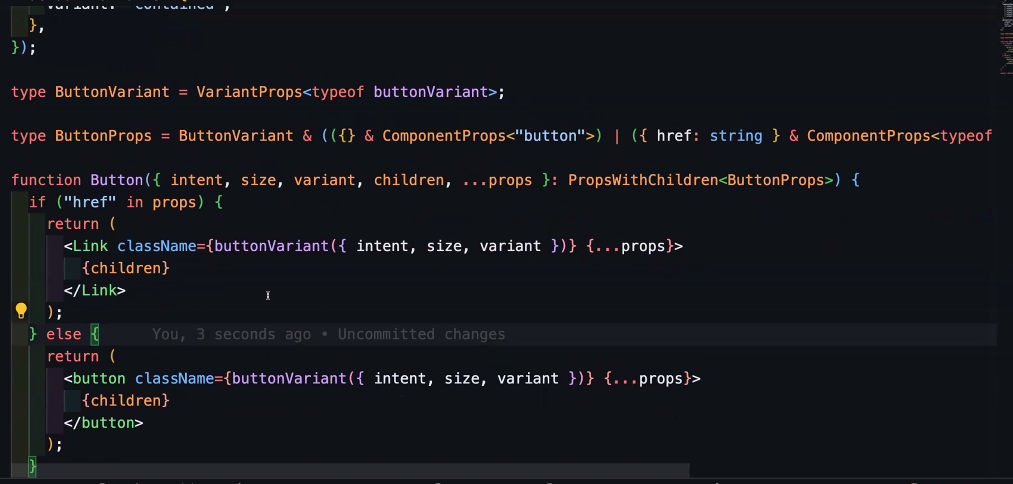 variant: "contained",
},
});
type ButtonVariant = VariantProps<typeof buttonVariant>;
type ButtonProps = ButtonVariant & (({} & ComponentProps<"button">) | ({ href: string } & ComponentProps<typeof
function Button({ intent, size, variant, children, ...props }: PropsWithChildren<ButtonProps>) {
if ("href" in props) {
return (
<Link className={buttonVariant({ intent, size, variant })} {...props}>
{children}
</Link>
);
} else { You, 3 seconds ago • Uncommitted changes
return (
<button className={buttonVariant({ intent, size, variant })} {...props}>
{children}
</button>
);
}